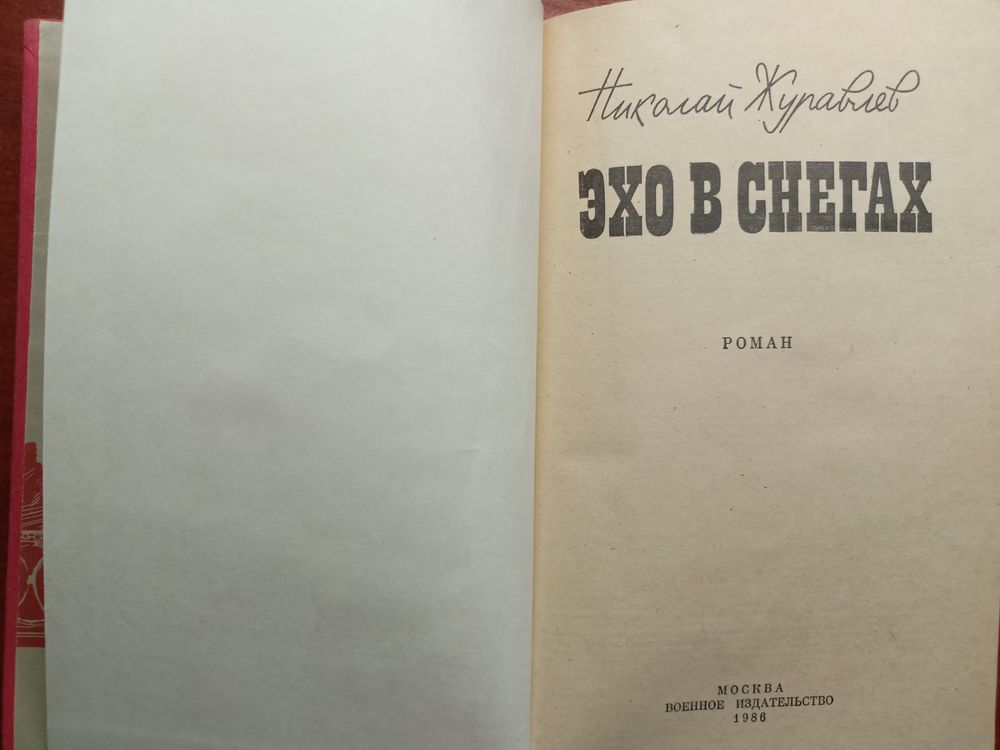 Николай Журавлев
ЭХО В СНЕГАХ
РОМАН
МОСКВА
ВОЕННОЕ ИЗДАТЕЛЬСТВО
1986